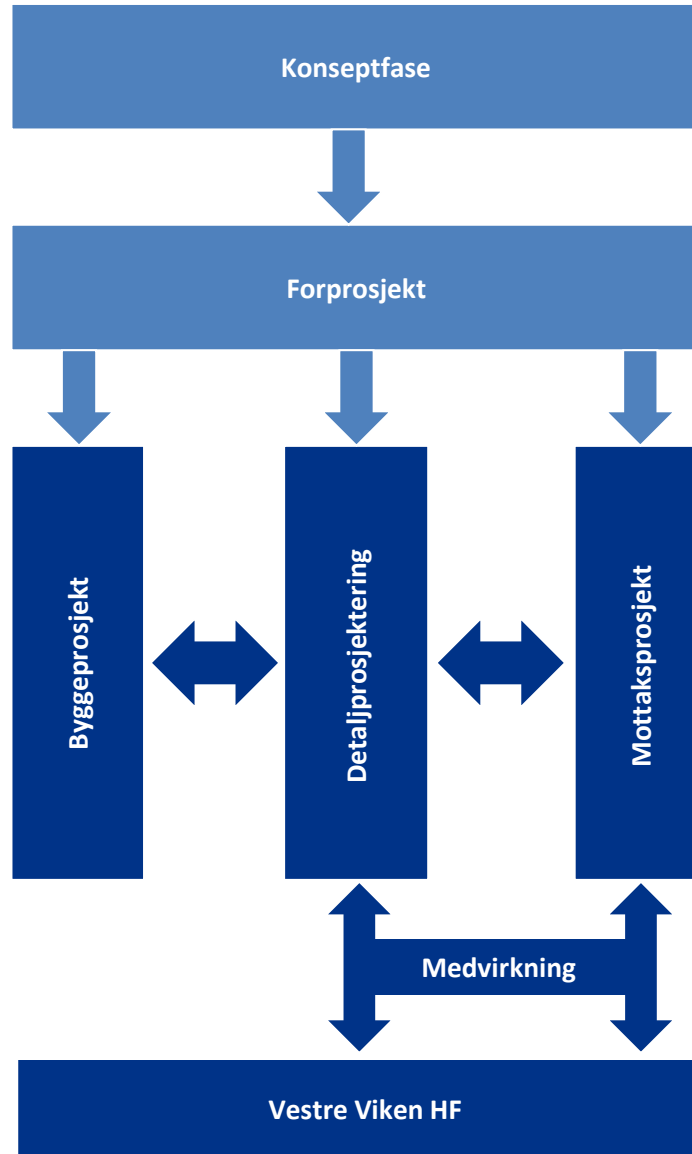 Konseptfase
Forprosjekt
Byggeprosjekt
Detaljprosjektering
Mottaksprosjekt
Medvirkning
Vestre Viken HF